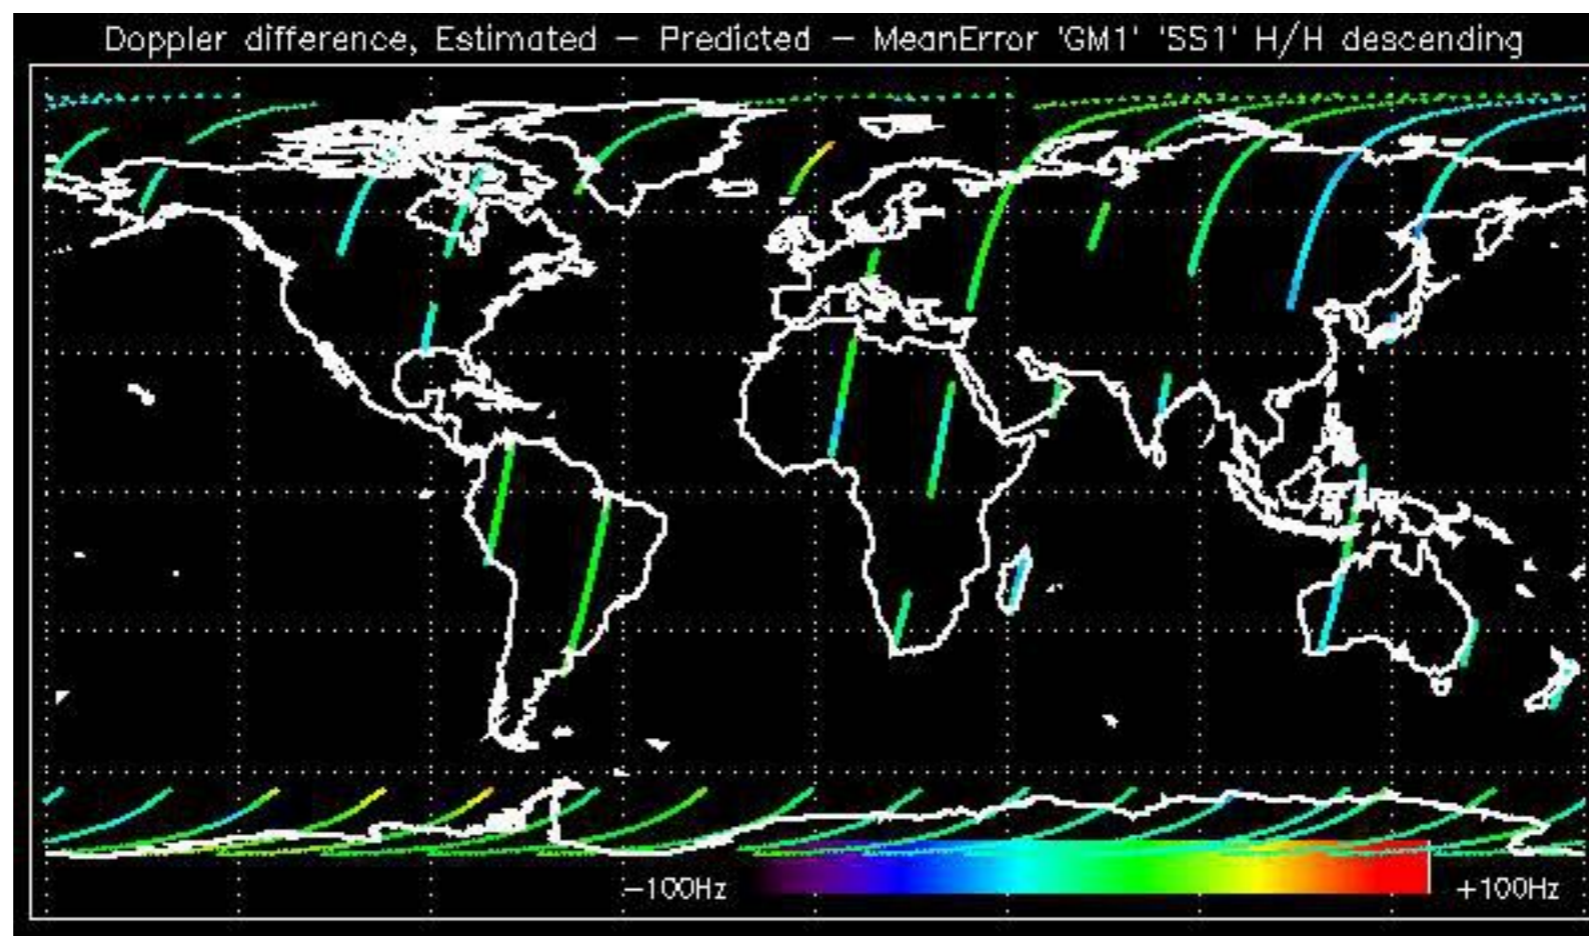 Doppler difference, Estimated – Predicted – MeanError 'GM1' 'SS1' H/H descending
-100Hz
+100Hz